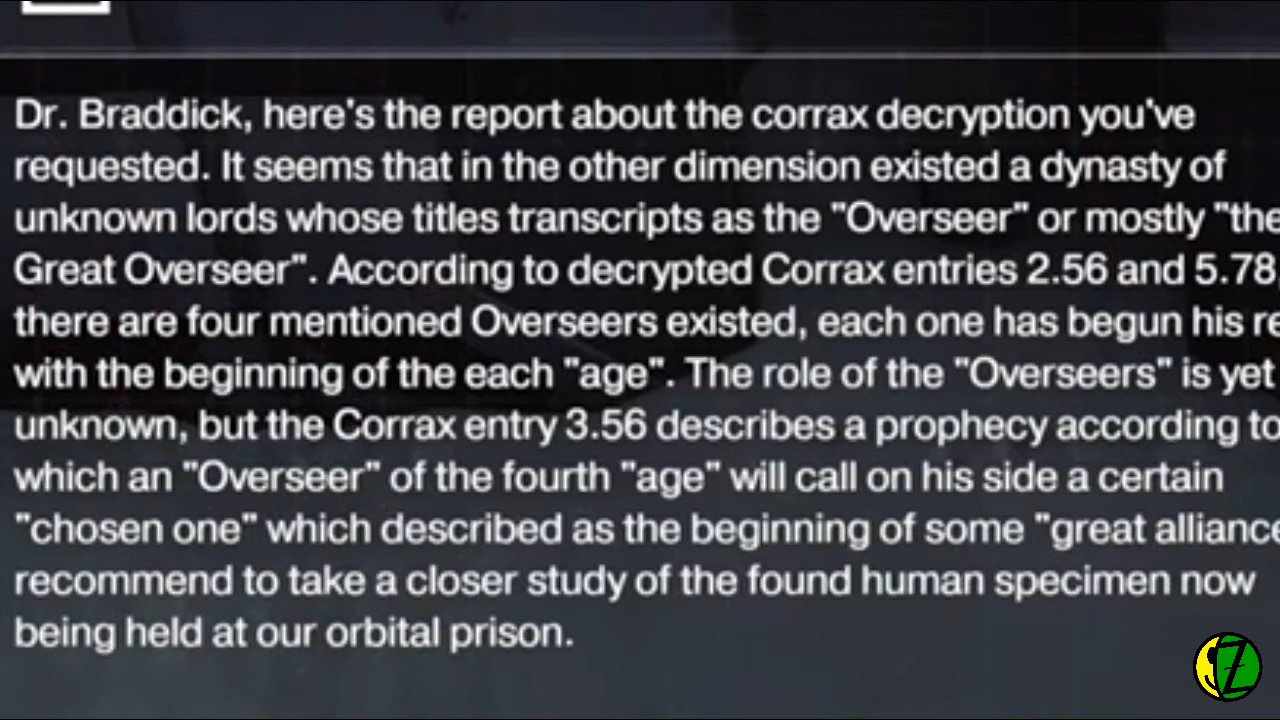 Dr. Braddick, here's the report about the corrax decryption you've
requested. It seems that in the other dimension existed a dynasty of
unknown lords whose titles transcripts as the "Overseer" or mostly "the
Great Overseer". According to decrypted Corrax entries 2.56 and 5.78,
there are four mentioned Overseers existed, each one has begun his re
with the beginning of the each "age". The role of the "Overseers" is yet
unknown, but the Corrax entry 3.56 describes a prophecy according to
which an "Overseer" of the fourth "age" will call on his side a certain
"chosen one" which described as the beginning of some "great alliance
recommend to take a closer study of the found human specimen now
being held at our orbital prison.